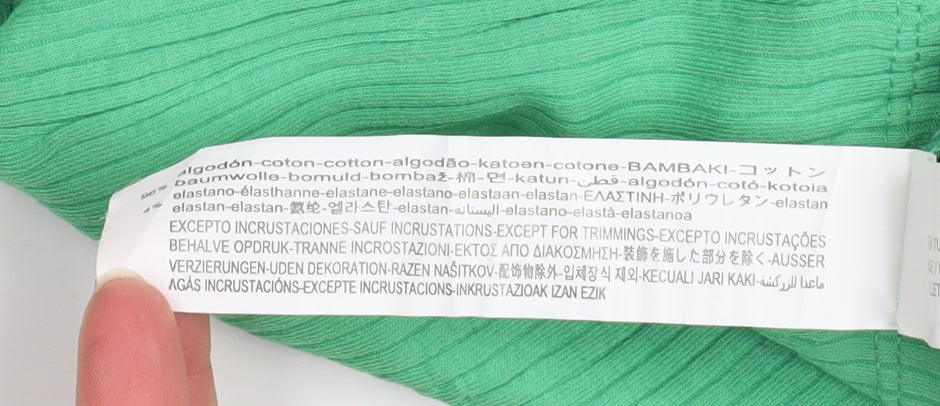 algodón-coton-cotton-algodão-katoen-cotone-BAMBAKI-コットン
96% baumwolle-bomuld-bombaž-棉-면-katun-قطن-algodón-cotó-kotoia
elastano-élasthanne-elastane-elastano-elastaan-elastan-ΕΛΑΣΤΙΝΗ-ポリウレタン-elastan
4% elastan-elastan-氨纶-엘라스탄-elastan-اليستانه-elastano-elastà-elastanoa
EXCEPTO INCRUSTACIONES-SAUF INCRUSTATIONS-EXCEPT FOR TRIMMINGS-EXCEPTO INCRUSTAÇÕES
BEHALVE OPDRUK-TRANNE INCROSTAZIONI-ΕΚΤΟΣ ΑΠΟ ΔΙΑΚΟΣΜΗΣΗ-装飾を施した部分を除く-AUSSER
VERZIERUNGEN-UDEN DEKORATION-RAZEN NAŠITKOV-配饰物除外-입체장식 제외-KECUALI JARI KAKI-ماعدا للزركشة
AGÁS INCRUSTACIÓNS-EXCEPTE INCRUSTACIONS-INKRUSTAZIOAK IZAN EZIK